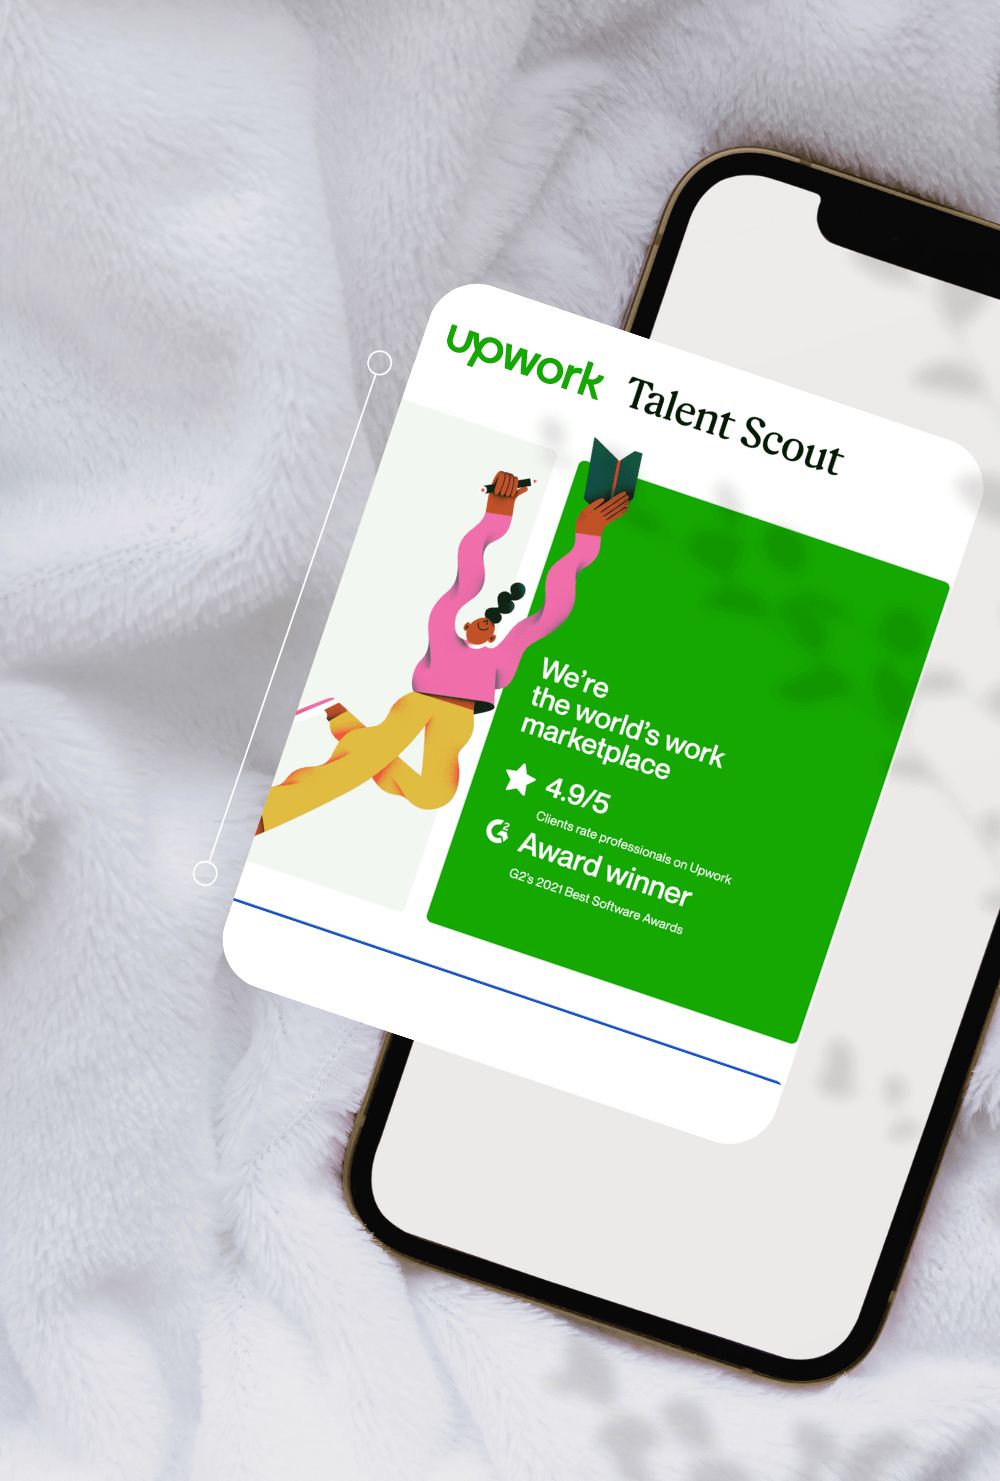 upwork Talent Scout
We're
the world's work
marketplace
4.9/5
Clients rate professionals on Upwork
G2 Award winner
G2's 2021 Best Software Awards